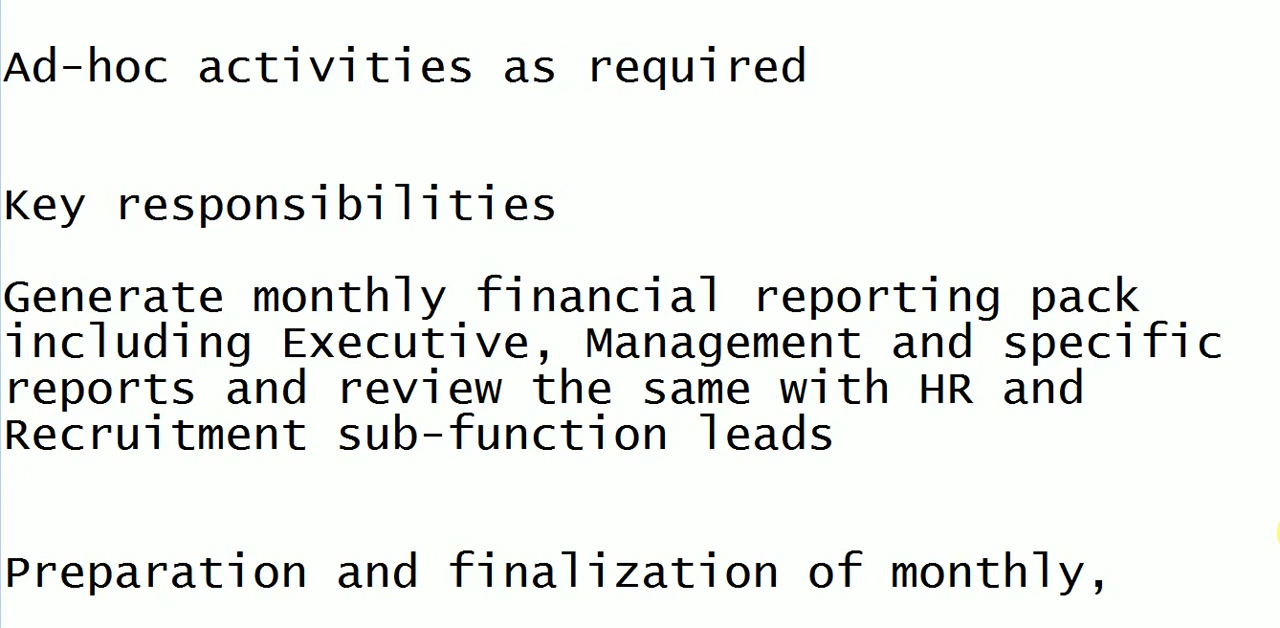 Ad-hoc activities as required
Key responsibilities
Generate monthly financial reporting pack
including Executive, Management and specific
reports and review the same with HR and
Recruitment sub-function leads
Preparation and finalization of monthly,